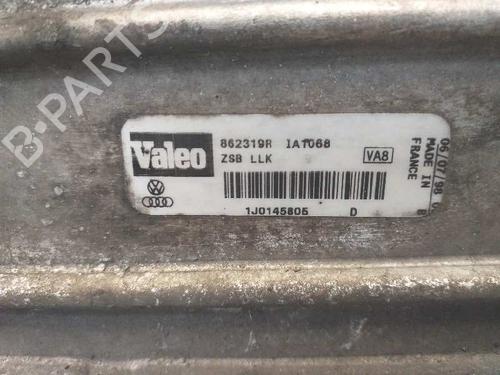 Valeo
862319R IA1068
ZSB LLK
VA8
1J0145805 D
06/07/98
MADE IN
FRANCE
B-PARTS